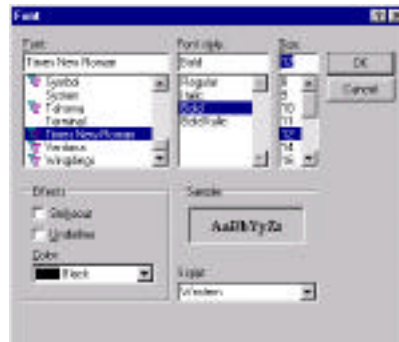 Font
Font: Font style: Size:
Times New Roman Bold 12 OK
Symbol Regular 8 Cancel
System Italic 9
Tahoma Bold 10
Terminal Bold Italic 11
Times New Roman 12
Verdana 14
Wingdings 16
Effects Sample
Strikeout
Underline AaBbYyZz
Color:
Black Script:
Western